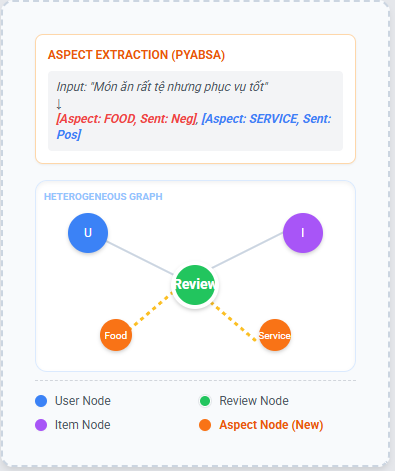 ASPECT EXTRACTION (PYABSA)
Input: "Món ăn rất tệ nhưng phục vụ tốt"
↓
[Aspect: FOOD, Sent: Neg], [Aspect: SERVICE, Sent:
Pos]
HETEROGENEOUS GRAPH
U
I
Review
Food
Service
User Node
Review Node
Item Node
Aspect Node (New)